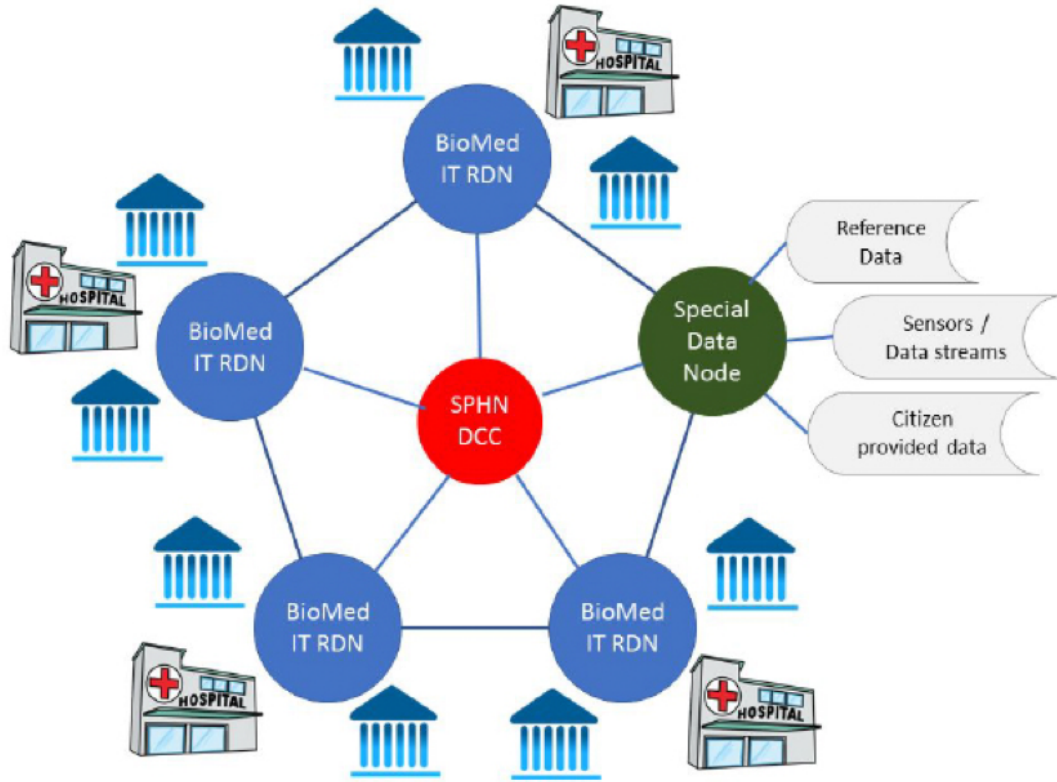 HOSPITAL
BioMed
IT RDN
Reference
Data
HOSPITAL
BioMed
IT RDN
Special
Data
Node
Sensors /
Data streams
SPHN
DCC
Citizen
provided data
BioMed
IT RDN
BioMed
IT RDN
HOSPITAL
HOSPITAL